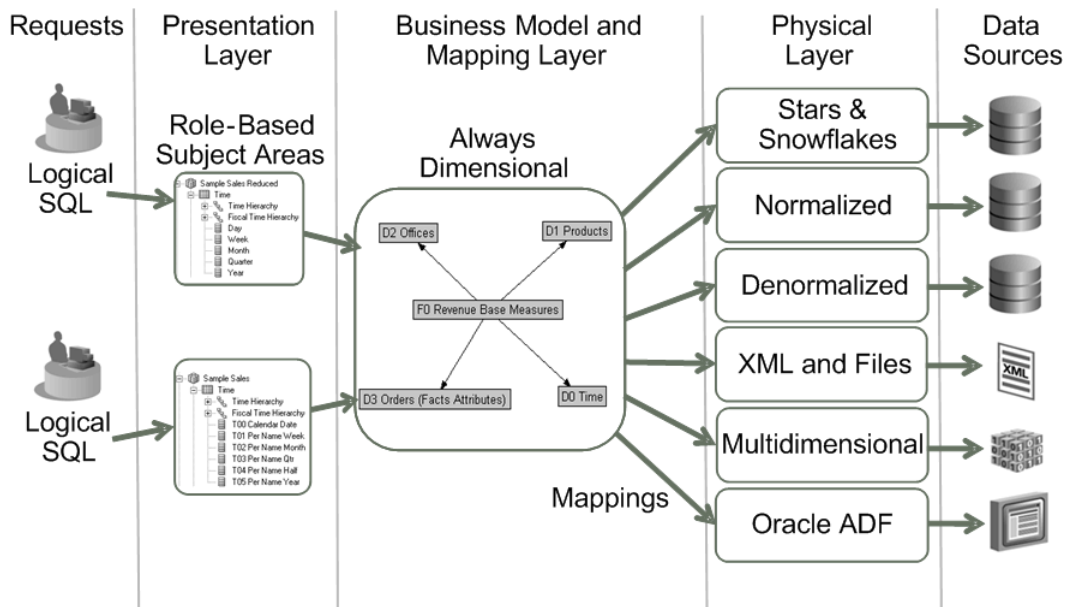 Requests
Presentation
Layer
Business Model and
Mapping Layer
Physical
Layer
Data
Sources
Logical
SQL
Role-Based
Subject Areas
Sample Sales Reduced
Time
Time Hierarchy
Fiscal Time Hierarchy
Day
Week
Month
Quarter
Year
Logical
SQL
Sample Sales
Time
Time Hierarchy
Fiscal Time Hierarchy
T00 Calendar Date
T01 Per Name Week
T02 Per Name Month
T03 Per Name Qtr
T04 Per Name Half
T05 Per Name Year
Always
Dimensional
D2 Offices
D1 Products
F0 Revenue Base Measures
D3 Orders (Facts Attributes)
D0 Time
Mappings
Stars &
Snowflakes
Normalized
Denormalized
XML and Files
Multidimensional
Oracle ADF
XML